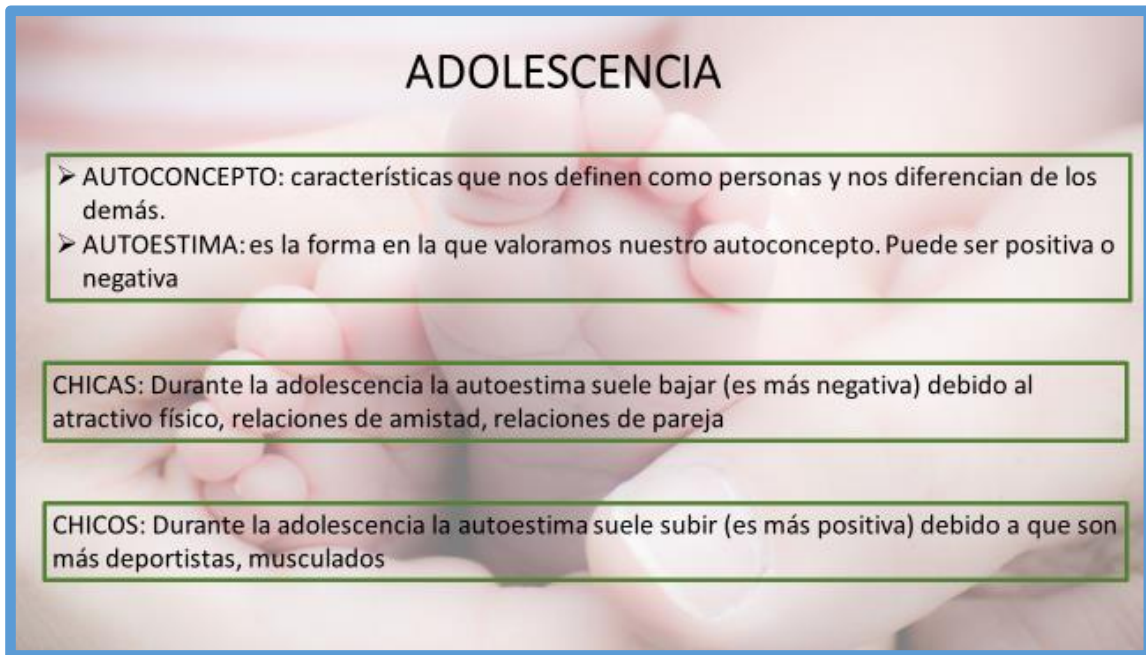 ADOLESCENCIA
➢ AUTOCONCEPTO: características que nos definen como personas y nos diferencian de los
demás.
➢ AUTOESTIMA: es la forma en la que valoramos nuestro autoconcepto. Puede ser positiva o
negativa
CHICAS: Durante la adolescencia la autoestima suele bajar (es más negativa) debido al
atractivo físico, relaciones de amistad, relaciones de pareja
CHICOS: Durante la adolescencia la autoestima suele subir (es más positiva) debido a que son
más deportistas, musculados